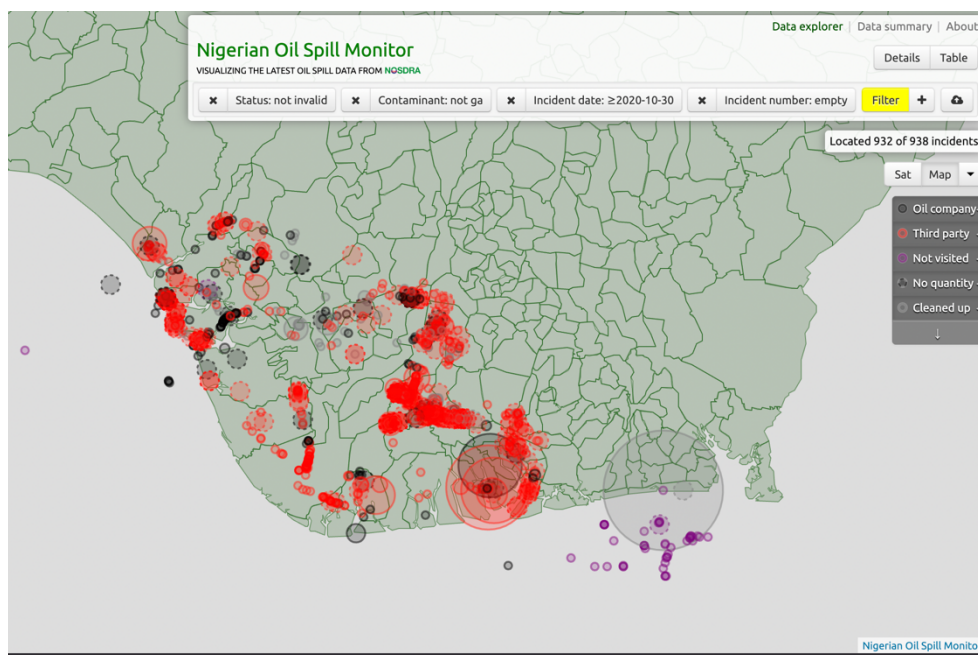 Data explorer | Data summary | About
Nigerian Oil Spill Monitor
VISUALIZING THE LATEST OIL SPILL DATA FROM NOSDRA
Details Table
✖ Status: not invalid ✖ Contaminant: not ga ✖ Incident date: ≥2020-10-30 ✖ Incident number: empty Filter +
Located 932 of 938 incidents
Sat Map
Oil company
Third party
Not visited
No quantity
Cleaned up
↓
Nigerian Oil Spill Monito